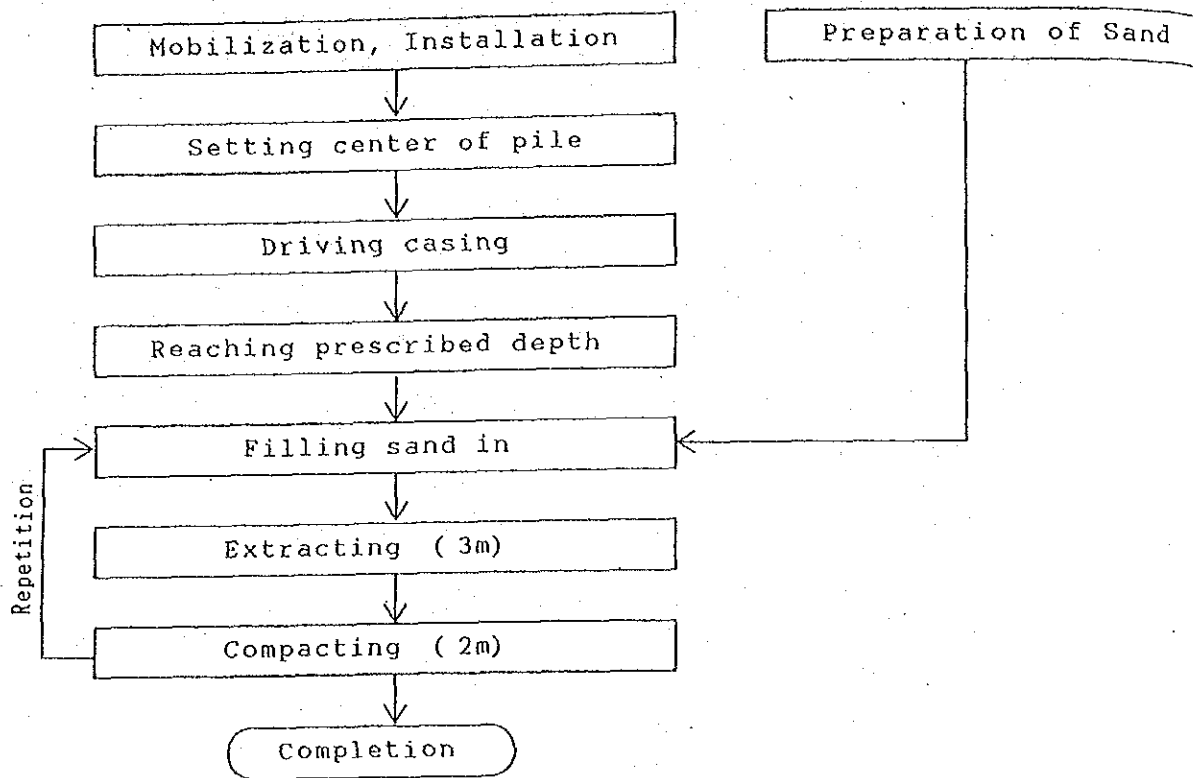 Mobilization, Installation
Preparation of Sand
Setting center of pile
Driving casing
Reaching prescribed depth
Filling sand in
Repetition
Extracting (3m)
Compacting (2m)
Completion